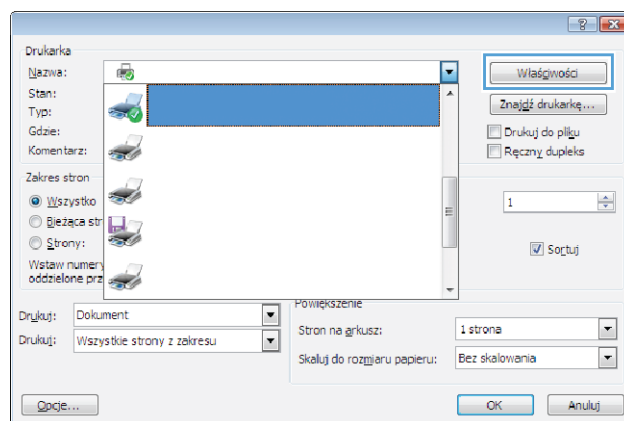 Drukarka
Nazwa:
Właściwości
Stan:
Typ:
Znajdź drukarkę...
Gdzie:
Drukuj do pliku
Komentarz:
Ręczny dupleks
Zakres stron
Wszystko
1
Bieżąca str
Strony:
Sortuj
Wstaw numery
oddzielone prz
Powiększenie
Drukuj: Dokument
Stron na arkusz: 1 strona
Drukuj: Wszystkie strony z zakresu
Skaluj do rozmiaru papieru: Bez skalowania
Opcje...
OK
Anuluj